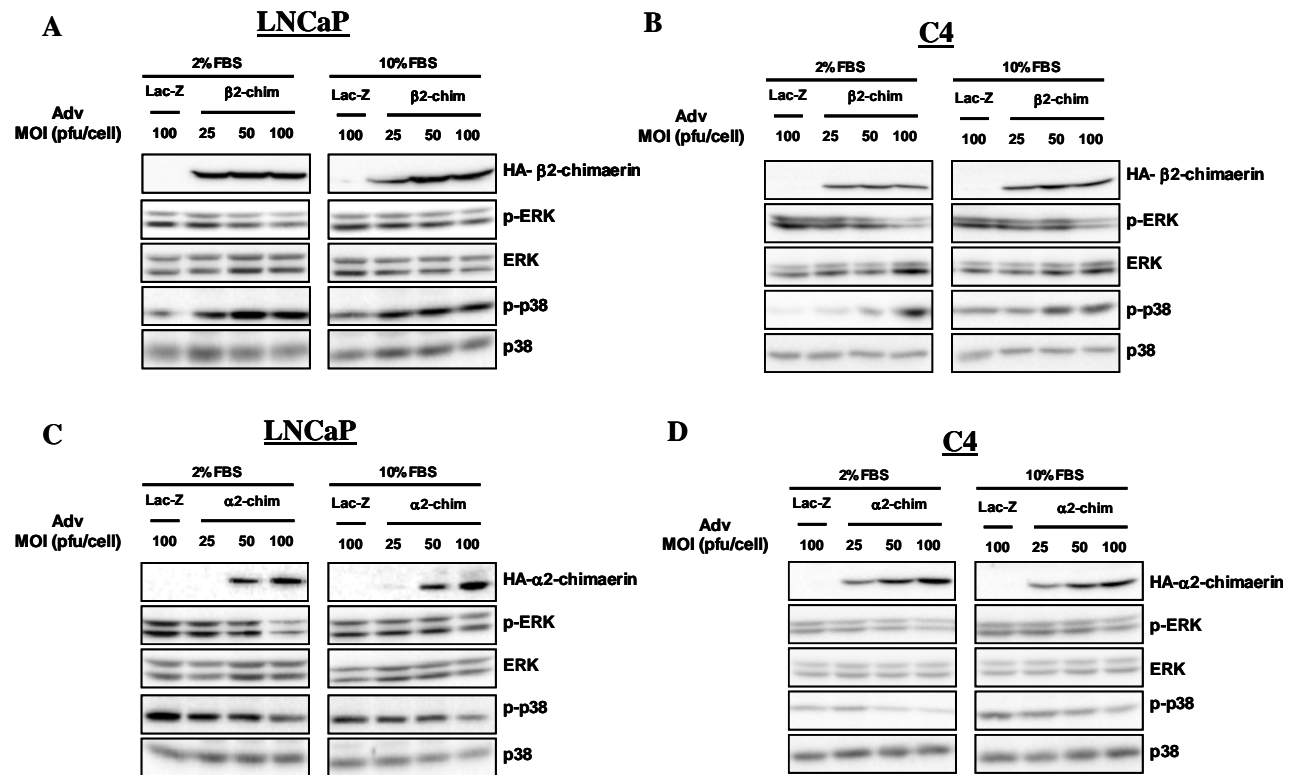 A
LNCaP
2% FBS
10% FBS
Lac-Z
β2-chim
Lac-Z
β2-chim
Adv
MOI (pfu/cell)
100 25 50 100
100 25 50 100
HA- β2-chimaerin
p-ERK
ERK
p-p38
p38
B
C4
2% FBS
10% FBS
Lac-Z
β2-chim
Lac-Z
β2-chim
Adv
MOI (pfu/cell)
100 25 50 100
100 25 50 100
HA- β2-chimaerin
p-ERK
ERK
p-p38
p38
C
LNCaP
2% FBS
10% FBS
Lac-Z
α2-chim
Lac-Z
α2-chim
Adv
MOI (pfu/cell)
100 25 50 100
100 25 50 100
HA-α2-chimaerin
p-ERK
ERK
p-p38
p38
D
C4
2% FBS
10% FBS
Lac-Z
α2-chim
Lac-Z
α2-chim
Adv
MOI (pfu/cell)
100 25 50 100
100 25 50 100
HA-α2-chimaerin
p-ERK
ERK
p-p38
p38